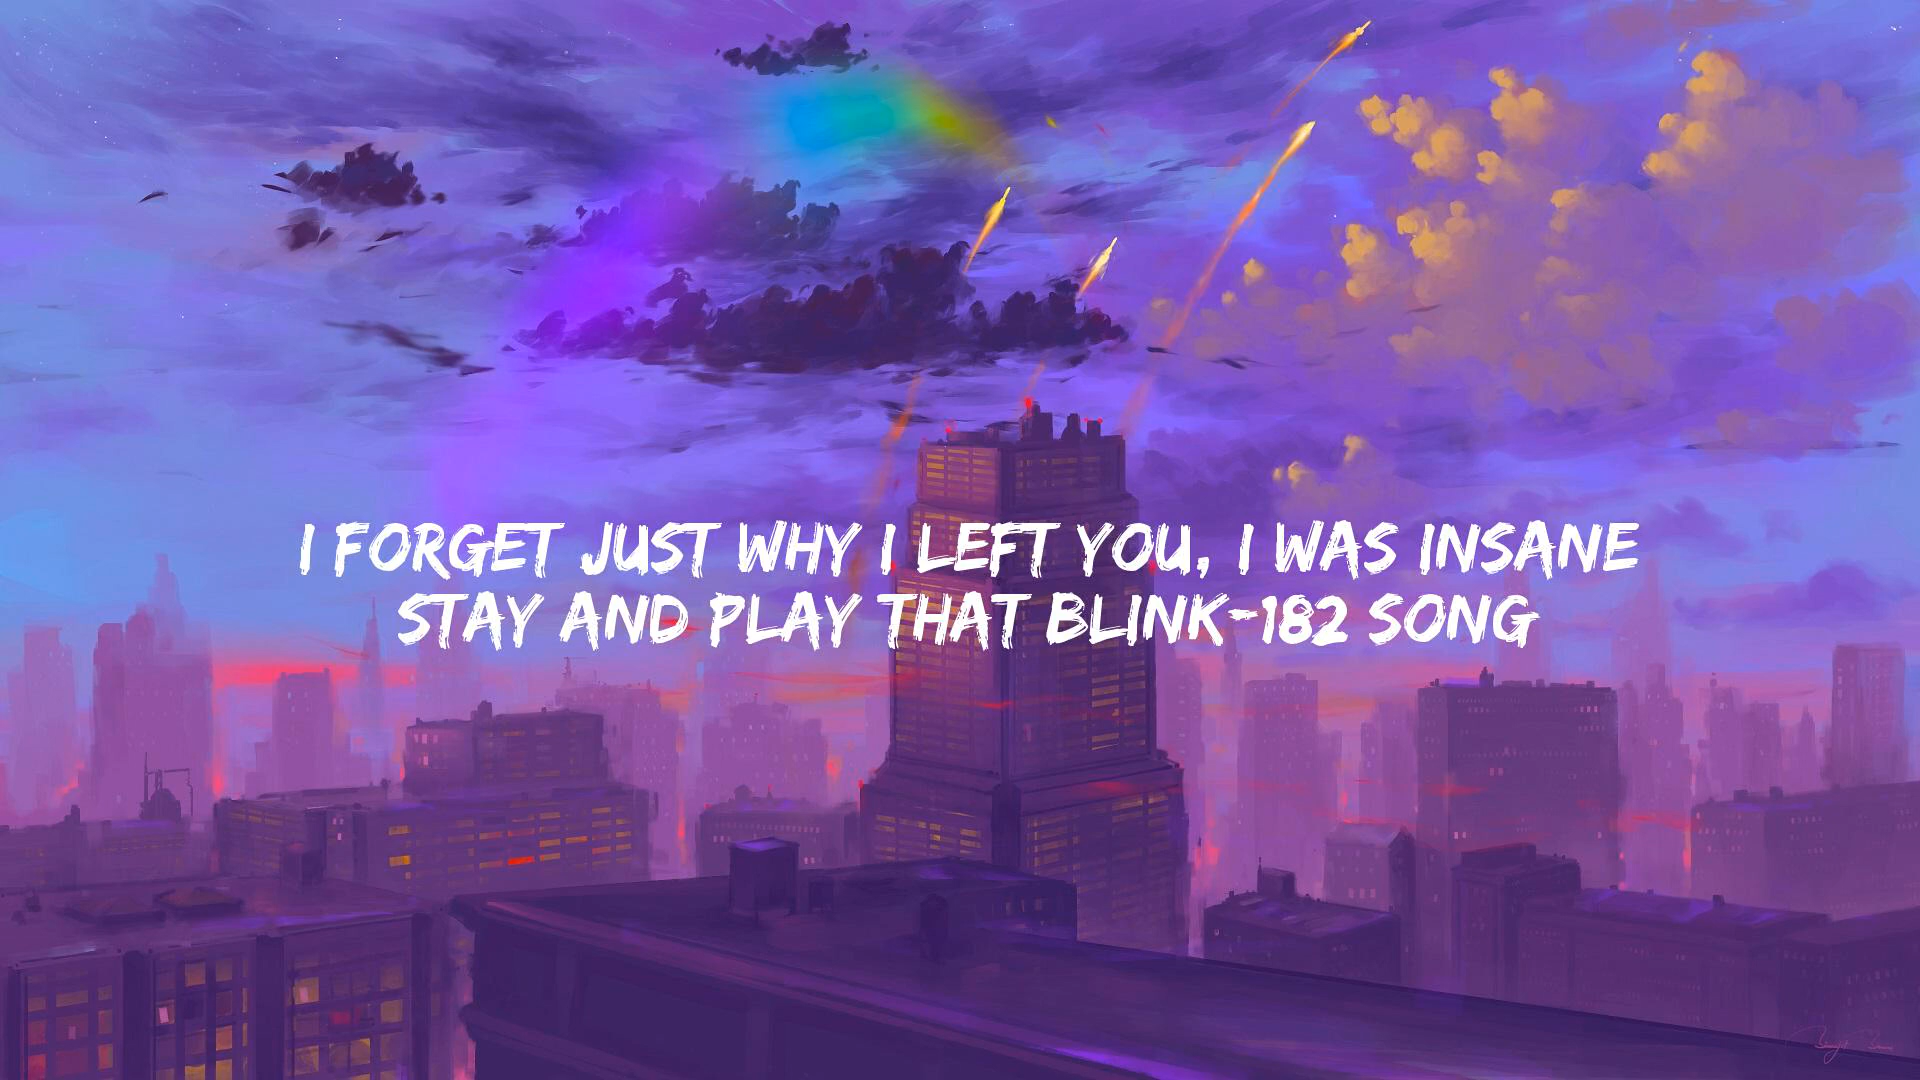 I FORGET JUST WHY I LEFT YOU, I WAS INSANE
STAY AND PLAY THAT BLINK-182 SONG